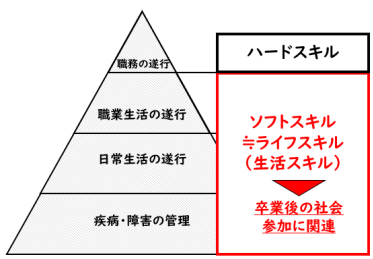 職務の遂行
ハードスキル
職業生活の遂行
日常生活の遂行
疾病・障害の管理
ソフトスキル
≒ライフスキル
（生活スキル）
卒業後の社会
参加に関連